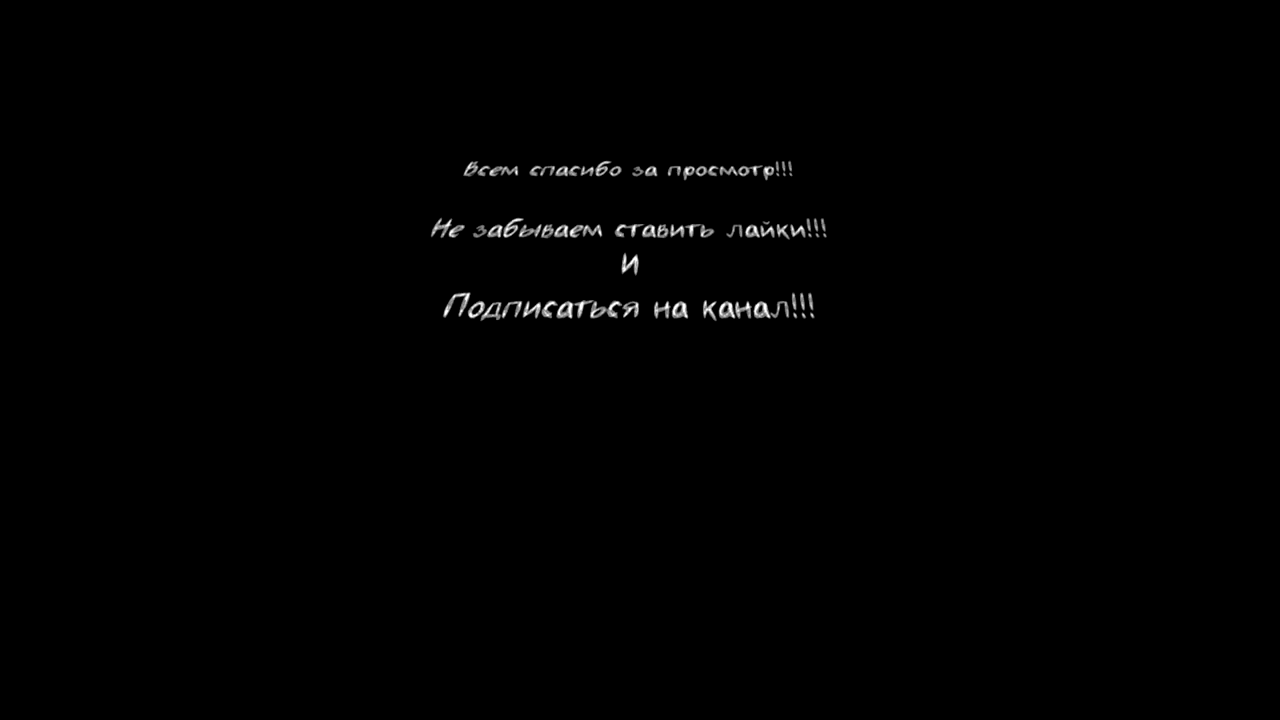 Всем спасибо за просмотр!!!
Не забываем ставить лайки!!!
И
Подписаться на канал!!!